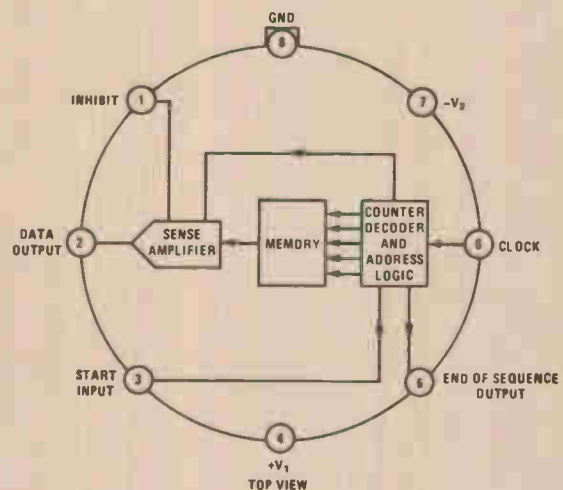 GND
8
INHIBIT
1
7
-V2
DATA
OUTPUT
2
SENSE
AMPLIFIER
MEMORY
COUNTER
DECODER
AND
ADDRESS
LOGIC
6
CLOCK
START
INPUT
3
5
END OF SEQUENCE
OUTPUT
4
+V1
TOP VIEW